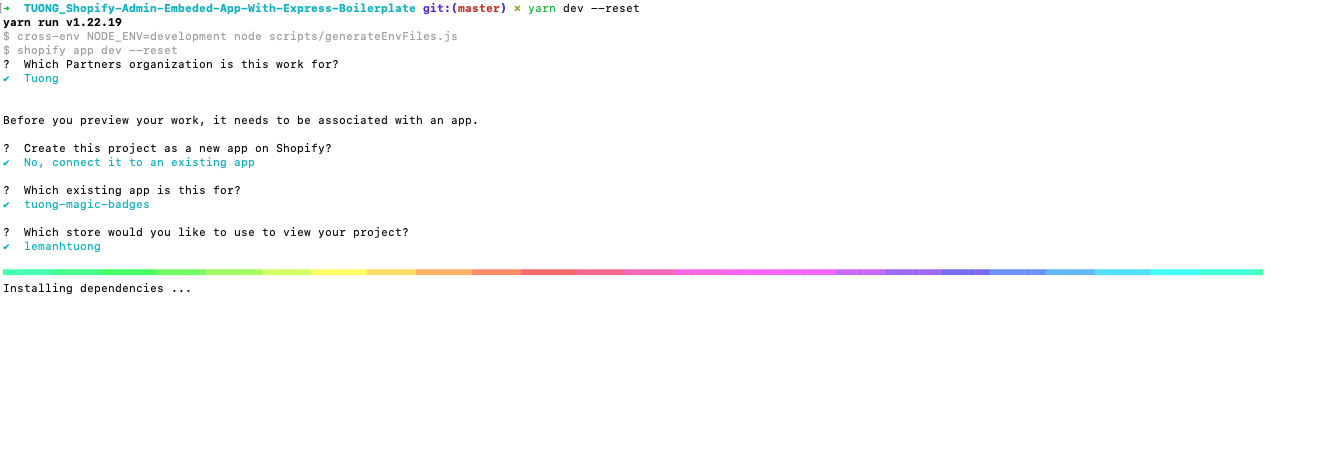 → TUONG_Shopify-Admin-Embeded-App-With-Express-Boilerplate git:(master) × yarn dev --reset
yarn run v1.22.19
$ cross-env NODE_ENV=development node scripts/generateEnvFiles.js
$ shopify app dev --reset
? Which Partners organization is this work for?
✔ Tuong
Before you preview your work, it needs to be associated with an app.
? Create this project as a new app on Shopify?
✔ No, connect it to an existing app
? Which existing app is this for?
✔ tuong-magic-badges
? Which store would you like to use to view your project?
✔ lemanhtuong
Installing dependencies ...